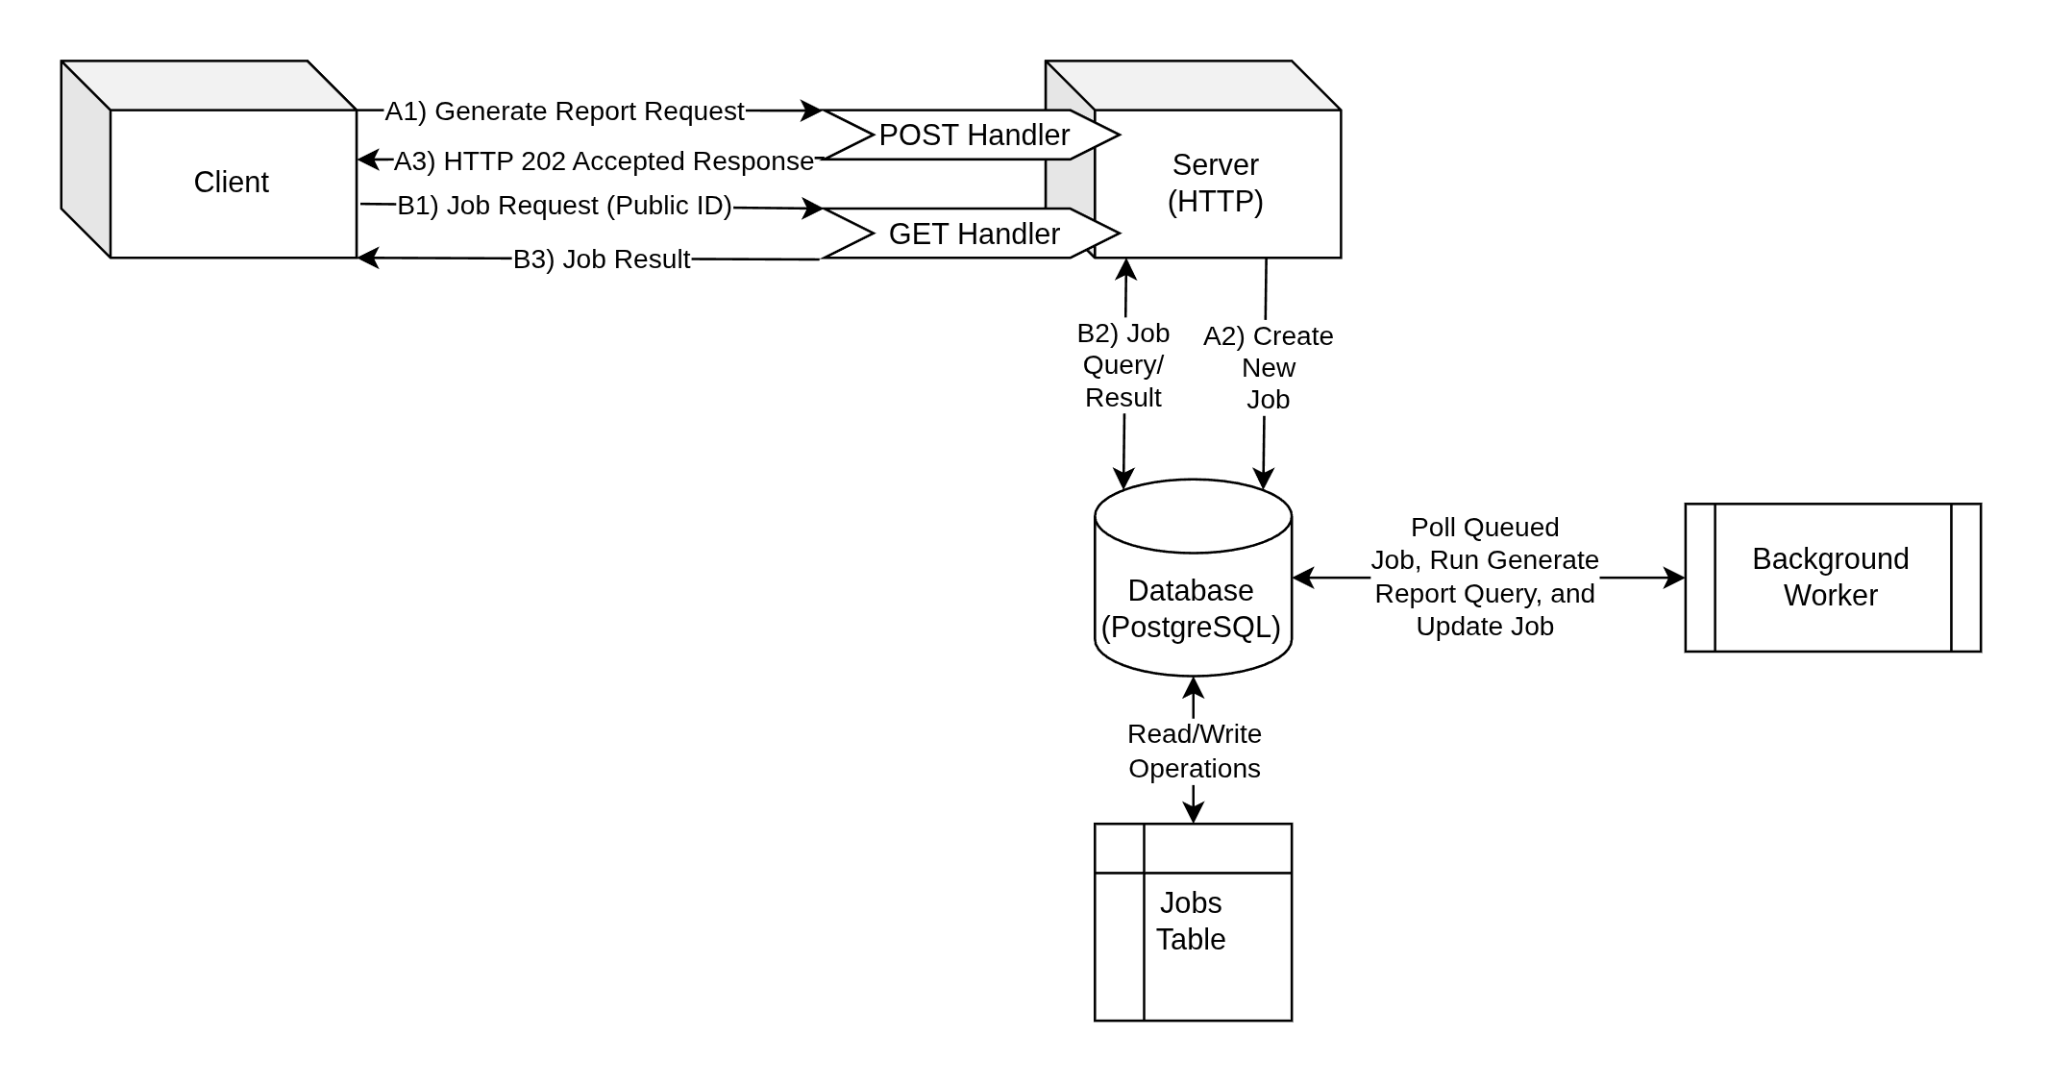 Client
A1) Generate Report Request
A3) HTTP 202 Accepted Response
B1) Job Request (Public ID)
B3) Job Result
POST Handler
GET Handler
Server
(HTTP)
B2) Job
Query/
Result
A2) Create
New
Job
Database
(PostgreSQL)
Poll Queued
Job, Run Generate
Report Query, and
Update Job
Background
Worker
Read/Write
Operations
Jobs
Table